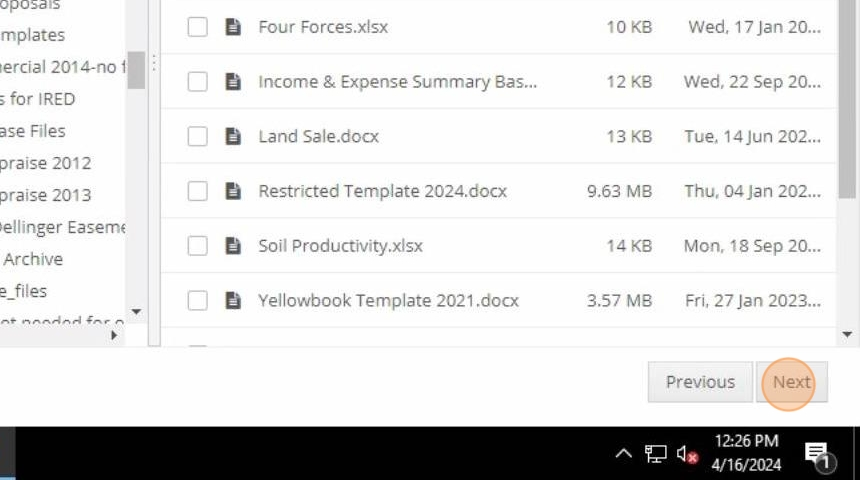 oposals
mplates
ercial 2014-no f
s for IRED
ase Files
praise 2012
praise 2013
Dellinger Easeme
Archive
e_files
ot needed for o
Four Forces.xlsx 10 KB Wed, 17 Jan 20...
Income & Expense Summary Bas... 12 KB Wed, 22 Sep 20...
Land Sale.docx 13 KB Tue, 14 Jun 202...
Restricted Template 2024.docx 9.63 MB Thu, 04 Jan 202...
Soil Productivity.xlsx 14 KB Mon, 18 Sep 20...
Yellowbook Template 2021.docx 3.57 MB Fri, 27 Jan 2023...
Previous Next
12:26 PM
4/16/2024
1